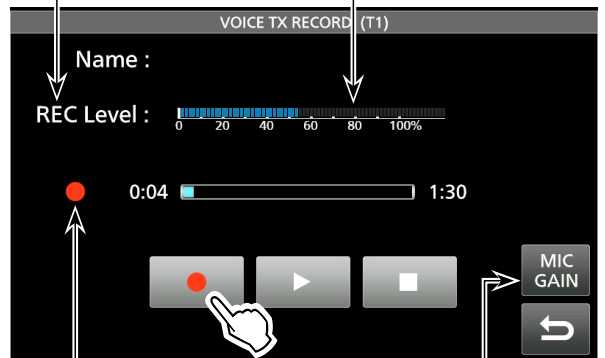 VOICE TX RECORD (T1)
Name :
REC Level :
0 20 40 60 80 100%
0:04 1:30
MIC
GAIN